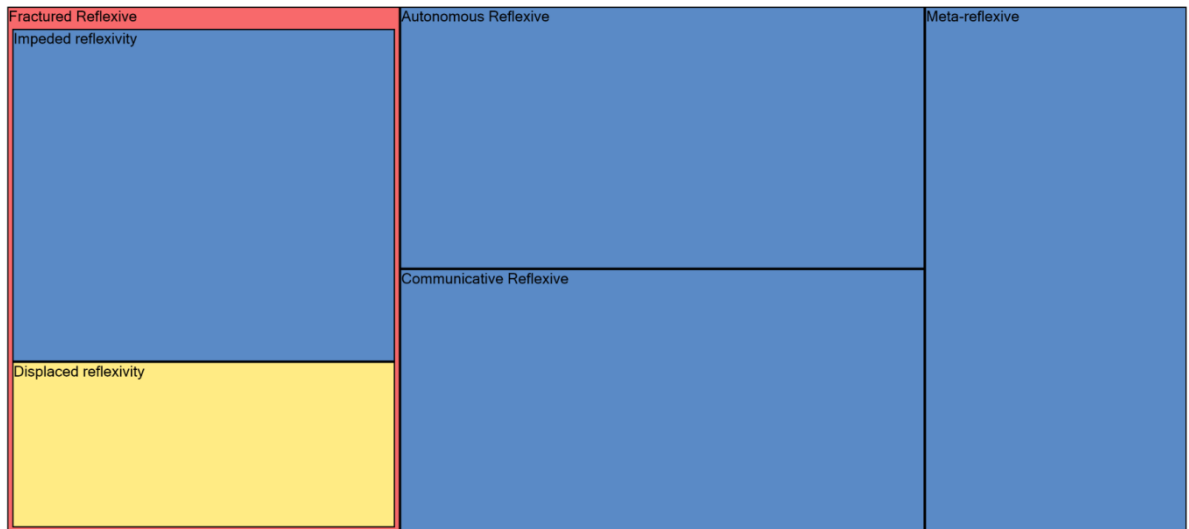 Fractured Reflexive
Impeded reflexivity
Displaced reflexivity
Autonomous Reflexive
Communicative Reflexive
Meta-reflexive